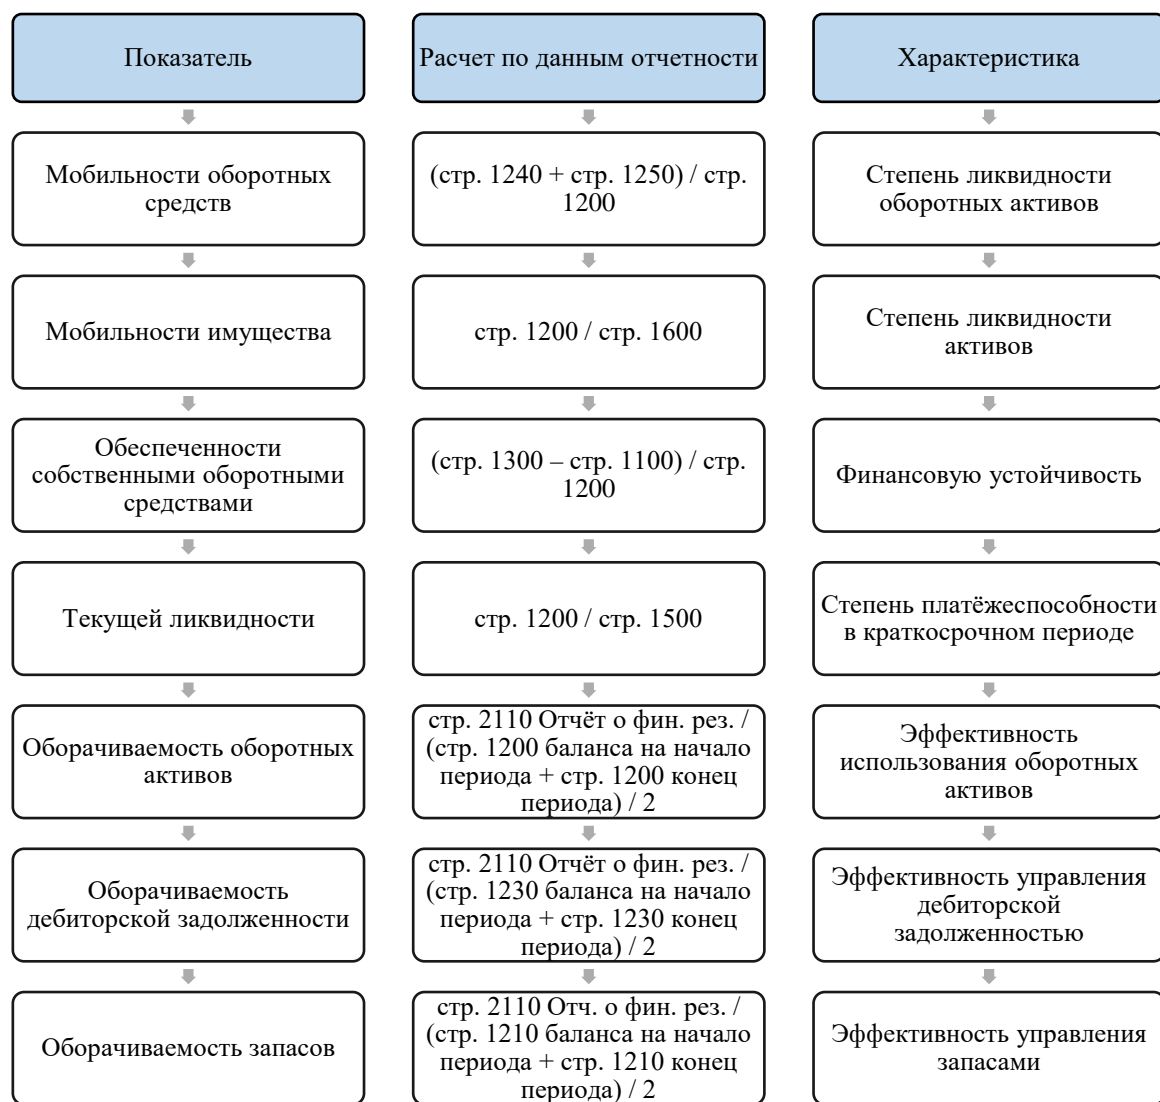 Показатель
Расчет по данным отчетности
Характеристика
Мобильности оборотных
средств
(стр. 1240 + стр. 1250) / стр.
1200
Степень ликвидности
оборотных активов
Мобильности имущества
стр. 1200 / стр. 1600
Степень ликвидности
активов
Обеспеченности
собственными оборотными
средствами
(стр. 1300 – стр. 1100) / стр.
1200
Финансовую устойчивость
Текущей ликвидности
стр. 1200 / стр. 1500
Степень платёжеспособности
в краткосрочном периоде
Оборачиваемость оборотных
активов
стр. 2110 Отчёт о фин. рез. /
(стр. 1200 баланса на начало
периода + стр. 1200 конец
периода) / 2
Эффективность
использования оборотных
активов
Оборачиваемость
дебиторской задолженности
стр. 2110 Отчёт о фин. рез. /
(стр. 1230 баланса на начало
периода + стр. 1230 конец
периода) / 2
Эффективность управления
дебиторской
задолженностью
Оборачиваемость запасов
стр. 2110 Отч. о фин. рез. /
(стр. 1210 баланса на начало
периода + стр. 1210 конец
периода) / 2
Эффективность управления
запасами